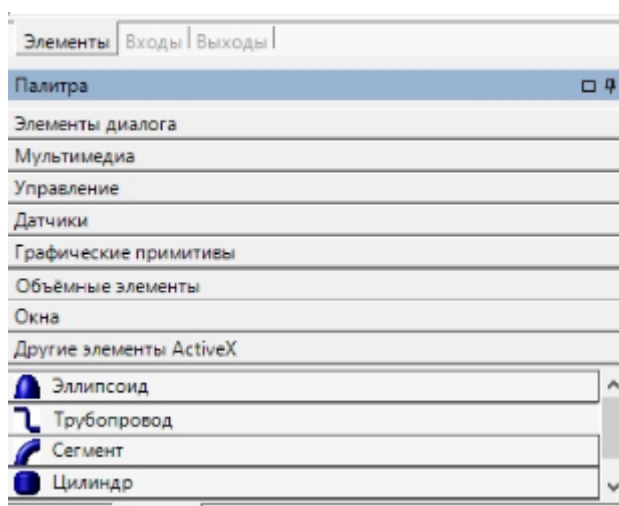 Элементы Входы Выходы
Палитра
Элементы диалога
Мультимедиа
Управление
Датчики
Графические примитивы
Объёмные элементы
Окна
Другие элементы ActiveX
Эллипсоид
Трубопровод
Сегмент
Цилиндр